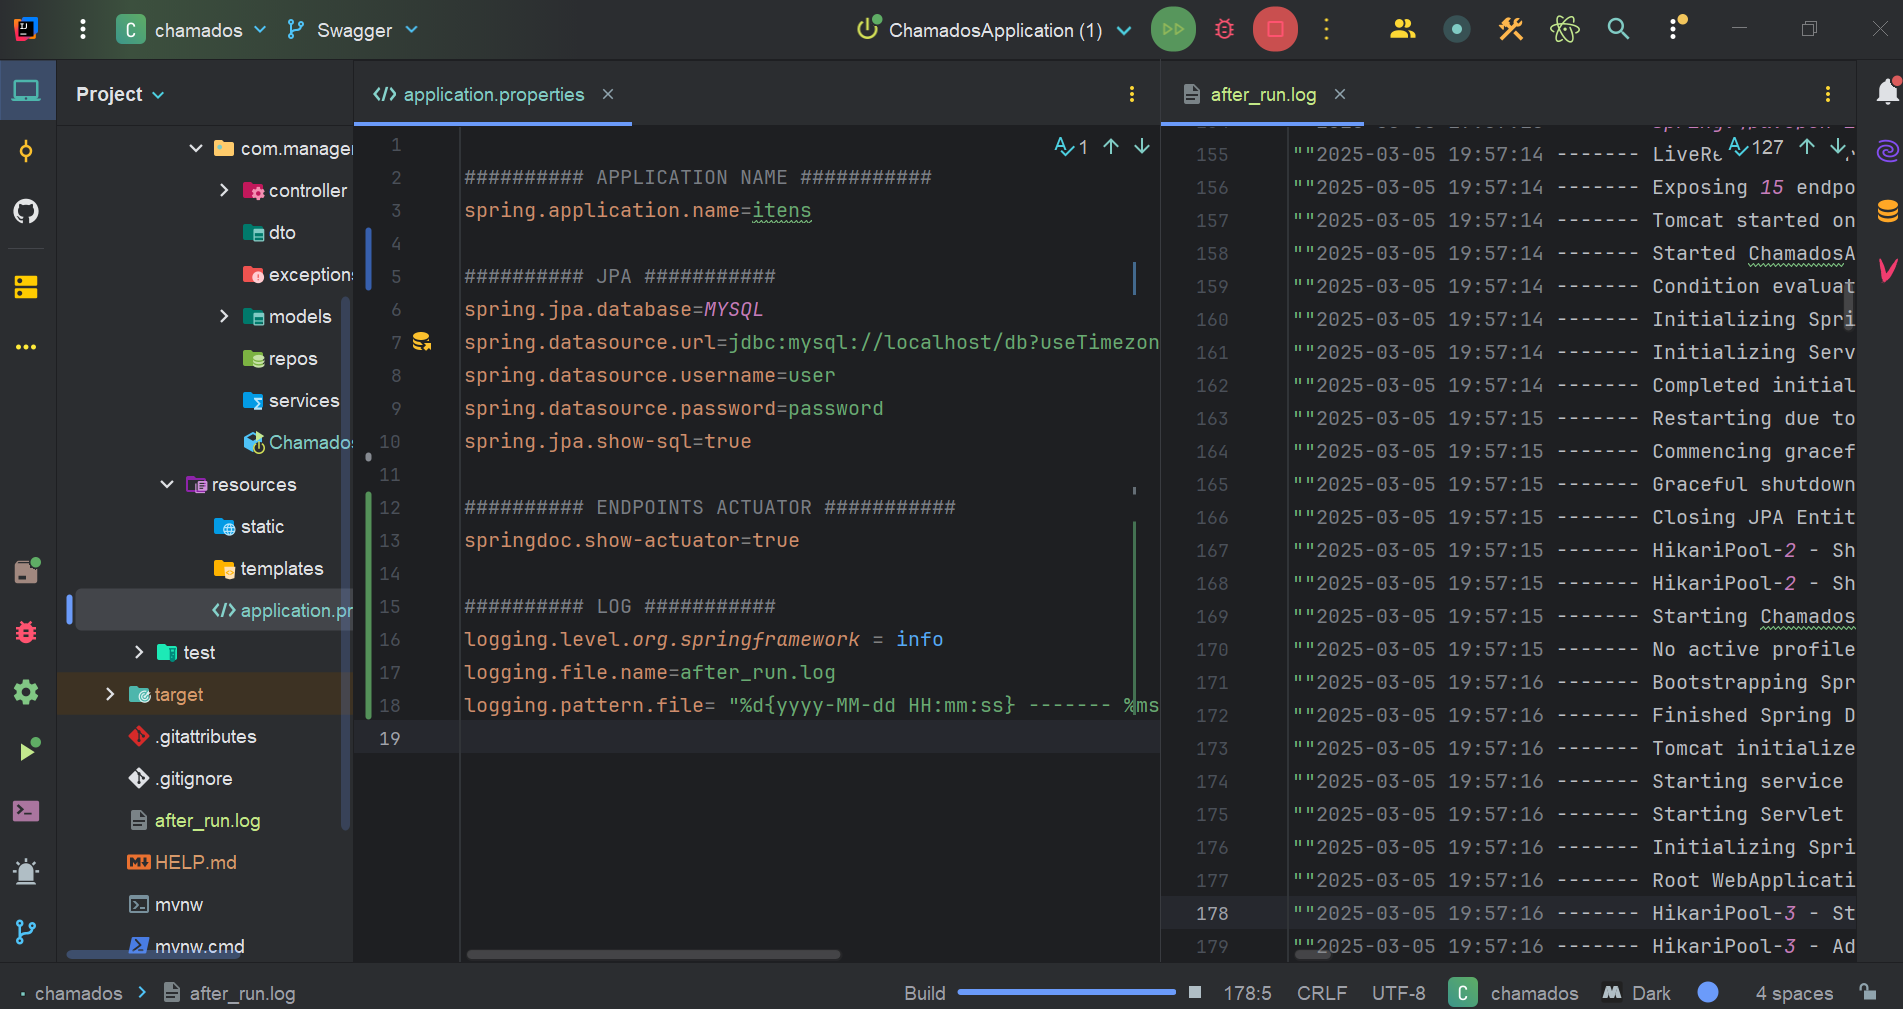 C chamados Swagger ChamadosApplication (1)
Project
com.manager
controller
dto
exceptions
models
repos
services
Chamados
resources
static
templates
application.pr
test
target
.gitattributes
.gitignore
after_run.log
HELP.md
mvnw
mvnw.cmd
application.properties
1
1
2 ########## APPLICATION NAME ###########
3 spring.application.name=itens
4
5 ########## JPA ###########
6 spring.jpa.database=MYSQL
7 spring.datasource.url=jdbc:mysql://localhost/db?useTimezon
8 spring.datasource.username=user
9 spring.datasource.password=password
10 spring.jpa.show-sql=true
11
12 ########## ENDPOINTS ACTUATOR ###########
13 springdoc.show-actuator=true
14
15 ########## LOG ###########
16 logging.level.org.springframework = info
17 logging.file.name=after_run.log
18 logging.pattern.file= "%d{yyyy-MM-dd HH:mm:ss} ------- %ms
19
after_run.log
127
155 ""2025-03-05 19:57:14 ------- LiveRe
156 ""2025-03-05 19:57:14 ------- Exposing 15 endpo
157 ""2025-03-05 19:57:14 ------- Tomcat started on
158 ""2025-03-05 19:57:14 ------- Started ChamadosA
159 ""2025-03-05 19:57:14 ------- Condition evaluat
160 ""2025-03-05 19:57:14 ------- Initializing Spri
161 ""2025-03-05 19:57:14 ------- Initializing Serv
162 ""2025-03-05 19:57:14 ------- Completed initial
163 ""2025-03-05 19:57:15 ------- Restarting due to
164 ""2025-03-05 19:57:15 ------- Commencing gracef
165 ""2025-03-05 19:57:15 ------- Graceful shutdown
166 ""2025-03-05 19:57:15 ------- Closing JPA Entit
167 ""2025-03-05 19:57:15 ------- HikariPool-2 - Sh
168 ""2025-03-05 19:57:15 ------- HikariPool-2 - Sh
169 ""2025-03-05 19:57:15 ------- Starting Chamados
170 ""2025-03-05 19:57:15 ------- No active profile
171 ""2025-03-05 19:57:16 ------- Bootstrapping Spr
172 ""2025-03-05 19:57:16 ------- Finished Spring D
173 ""2025-03-05 19:57:16 ------- Tomcat initialize
174 ""2025-03-05 19:57:16 ------- Starting service
175 ""2025-03-05 19:57:16 ------- Starting Servlet
176 ""2025-03-05 19:57:16 ------- Initializing Spri
177 ""2025-03-05 19:57:16 ------- Root WebApplicati
178 ""2025-03-05 19:57:16 ------- HikariPool-3 - St
179 ""2025-03-05 19:57:16 ------- HikariPool-3 - Ad
chamados after_run.log Build 178:5 CRLF UTF-8 C chamados Dark 4 spaces